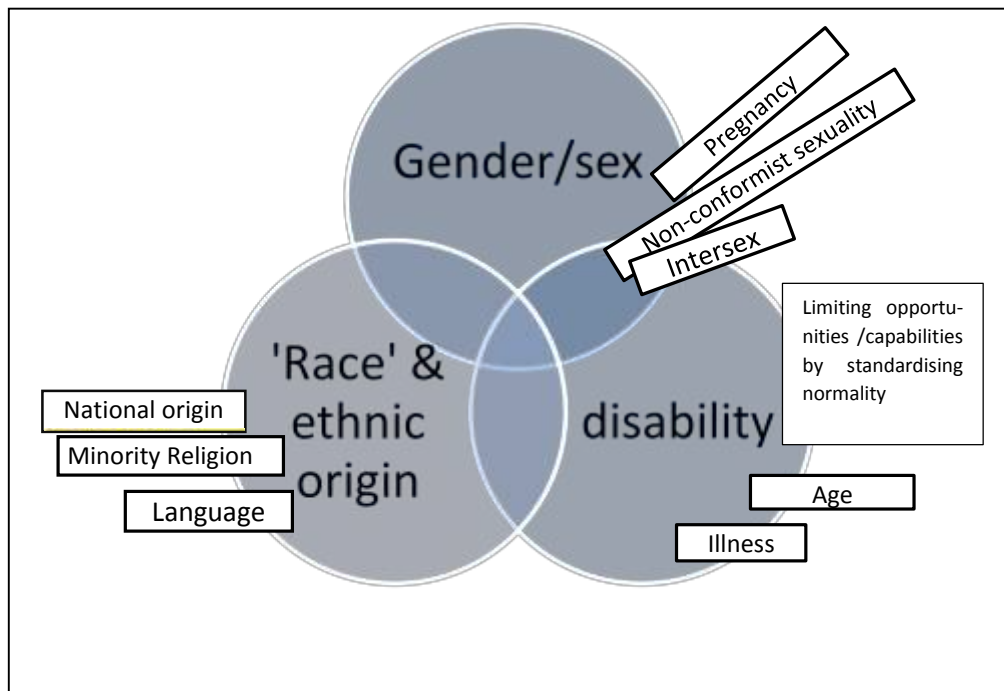 Pregnancy
Non-conformist sexuality
Intersex
Gender/sex
Limiting opportu-
nities /capabilities
by standardising
normality
'Race' &
ethnic
origin
disability
National origin
Minority Religion
Language
Age
Illness